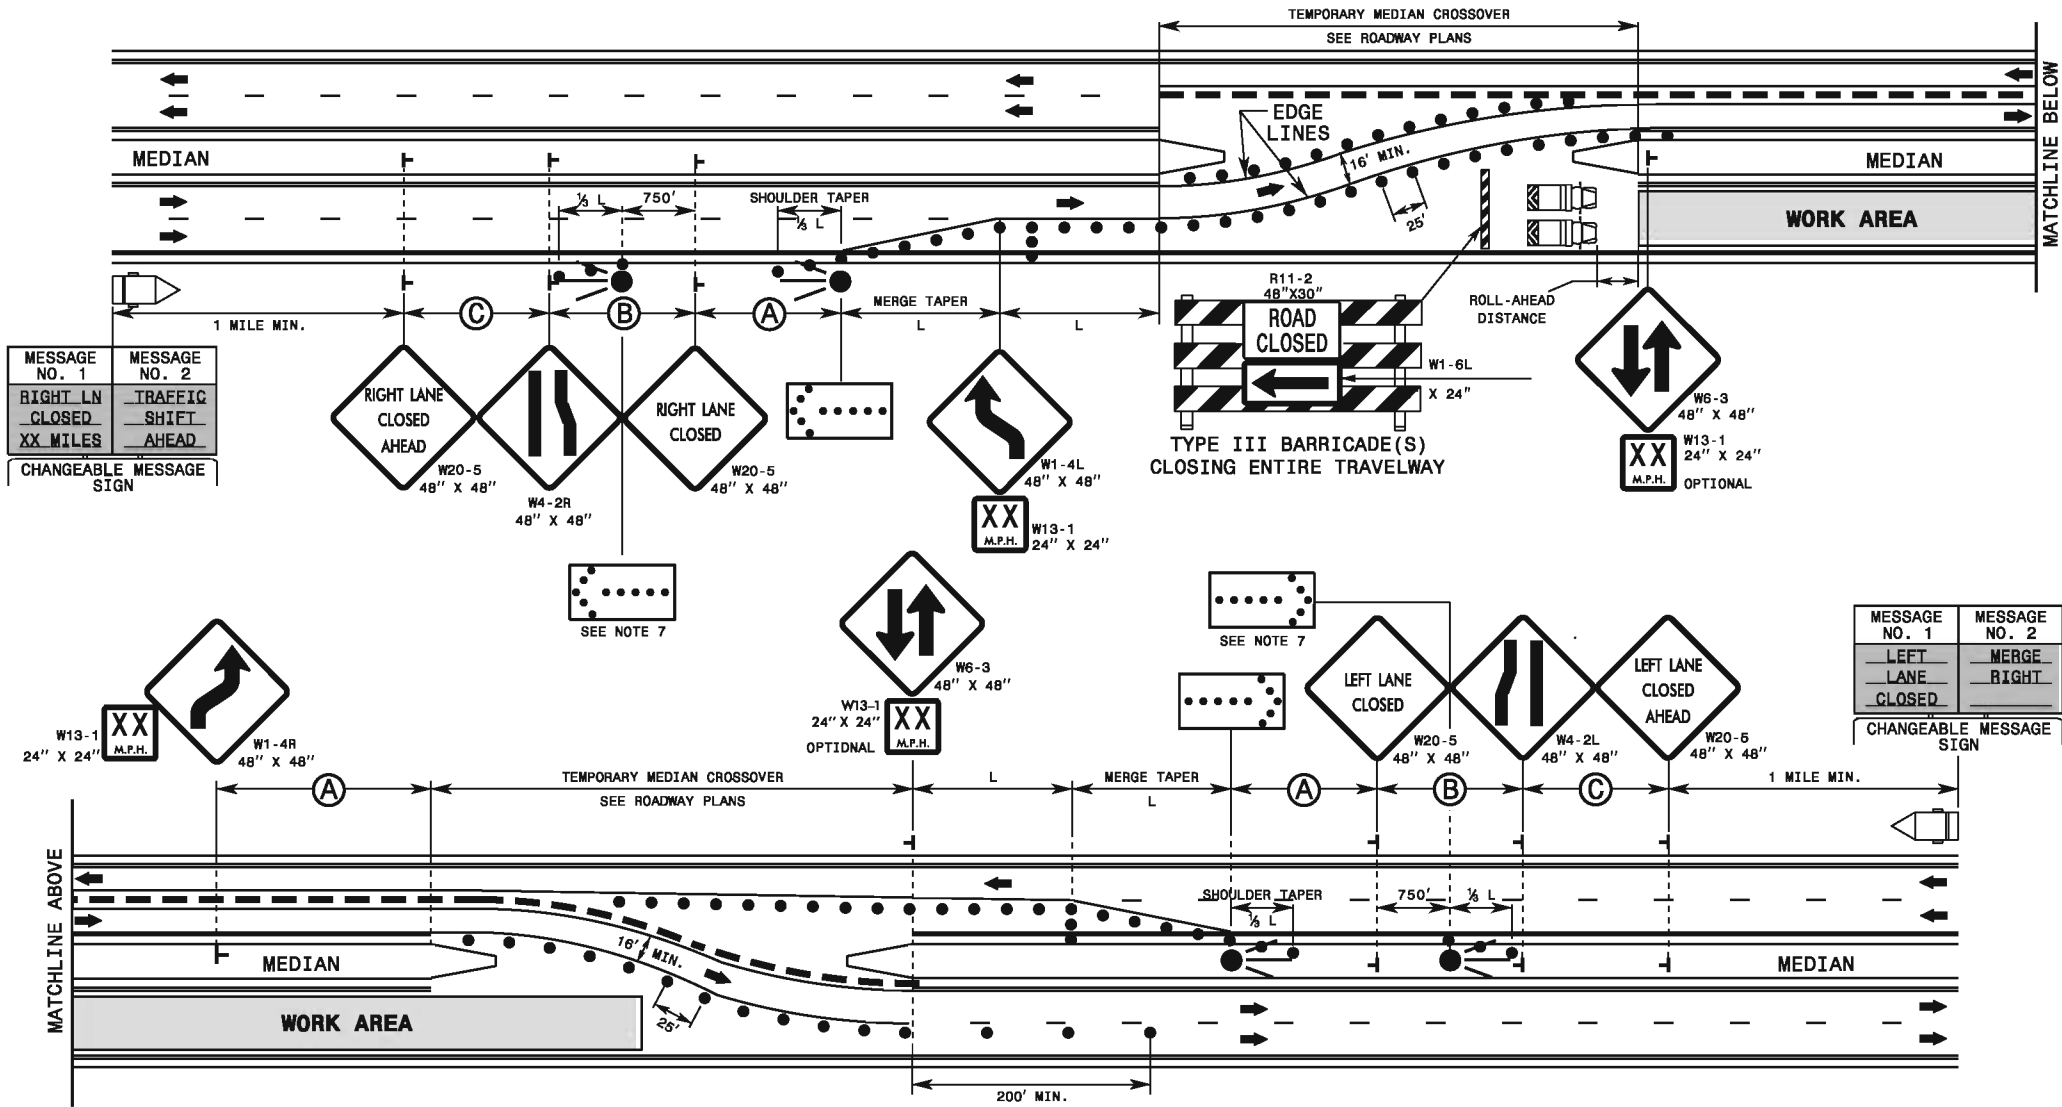 TEMPORARY MEDIAN CROSSOVER
SEE ROADWAY PLANS
MATCHLINE BELOW
EDGE
LINES
16' MIN.
MEDIAN
MEDIAN
1/3 L
750'
SHOULDER TAPER
1/3 L
25'
WORK AREA
R11-2
48"X30"
ROAD
CLOSED
W1-6L
X 24"
TYPE III BARRICADE(S)
CLOSING ENTIRE TRAVELWAY
ROLL-AHEAD
DISTANCE
1 MILE MIN.
C
B
A
MERGE TAPER
L
L
MESSAGE NO. 1
MESSAGE NO. 2
RIGHT LN
TRAFFIC
CLOSED
SHIFT
XX MILES
AHEAD
CHANGEABLE MESSAGE
SIGN
RIGHT LANE
CLOSED
AHEAD
W20-5
48" X 48"
W4-2R
48" X 48"
RIGHT LANE
CLOSED
W20-5
48" X 48"
W1-4L
48" X 48"
XX
M.P.H.
W13-1
24" X 24"
W6-3
48" X 48"
XX
M.P.H.
W13-1
24" X 24"
OPTIONAL
SEE NOTE 7
W6-3
48" X 48"
W13-1
24" X 24"
OPTIDNAL
XX
M.P.H.
SEE NOTE 7
LEFT LANE
CLOSED
W20-5
48" X 48"
W4-2L
48" X 48"
LEFT LANE
CLOSED
AHEAD
W20-5
48" X 48"
MESSAGE NO. 1
MESSAGE NO. 2
LEFT
MERGE
LANE
RIGHT
CLOSED
CHANGEABLE MESSAGE
SIGN
W13-1
24" X 24"
XX
M.P.H.
W1-4R
48" X 48"
A
TEMPORARY MEDIAN CROSSOVER
SEE ROADWAY PLANS
L
MERGE TAPER
L
A
B
C
1 MILE MIN.
MATCHLINE ABOVE
SHOULDER TAPER
1/3 L
750'
1/3 L
16'
MIN.
MEDIAN
MEDIAN
WORK AREA
25'
200' MIN.